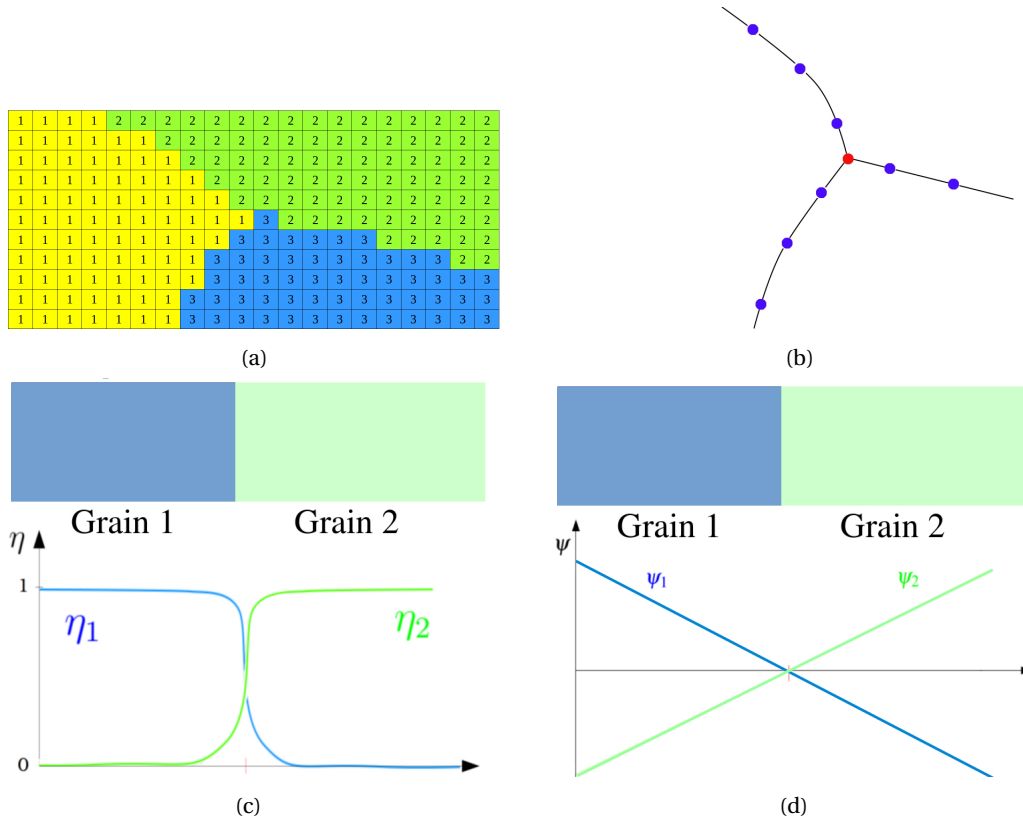 1 1 1 1 2 2 2 2 2 2 2 2 2 2 2 2 2 2 2 2
1 1 1 1 1 1 2 2 2 2 2 2 2 2 2 2 2 2 2 2
1 1 1 1 1 1 1 2 2 2 2 2 2 2 2 2 2 2 2 2
1 1 1 1 1 1 1 1 2 2 2 2 2 2 2 2 2 2 2 2
1 1 1 1 1 1 1 1 1 2 2 2 2 2 2 2 2 2 2 2
1 1 1 1 1 1 1 1 1 1 3 2 2 2 2 2 2 2 2 2
1 1 1 1 1 1 1 1 1 3 3 3 3 3 3 2 2 2 2 2
1 1 1 1 1 1 1 1 3 3 3 3 3 3 3 3 3 3 2 2
1 1 1 1 1 1 1 1 3 3 3 3 3 3 3 3 3 3 3 3
1 1 1 1 1 1 1 3 3 3 3 3 3 3 3 3 3 3 3 3
1 1 1 1 1 1 1 3 3 3 3 3 3 3 3 3 3 3 3 3
(a)
(b)
Grain 1 Grain 2
η
1
η₁ η₂
0
(c)
Grain 1 Grain 2
ψ
ψ₁ ψ₂
(d)